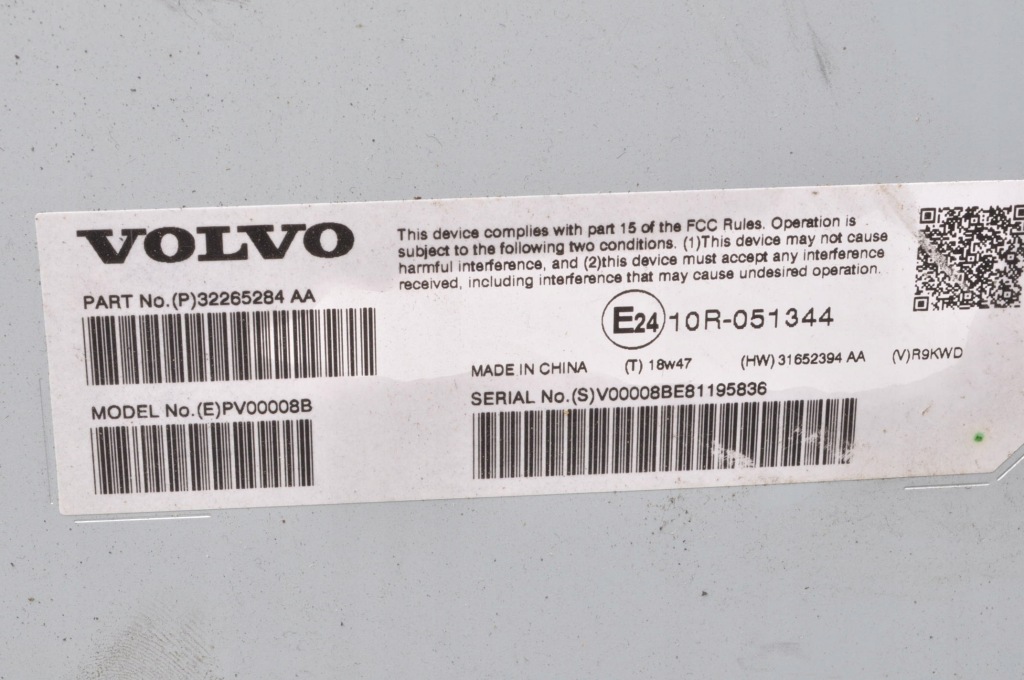 VOLVO
This device complies with part 15 of the FCC Rules. Operation is
subject to the following two conditions. (1)This device may not cause
harmful interference, and (2)this device must accept any interference
received, including interference that may cause undesired operation.
PART No.(P)32265284 AA
E24 10R-051344
MADE IN CHINA (T) 18w47 (HW) 31652394 AA (V)R9KWD
MODEL No.(E)PV00008B
SERIAL No.(S)V00008BE81195836